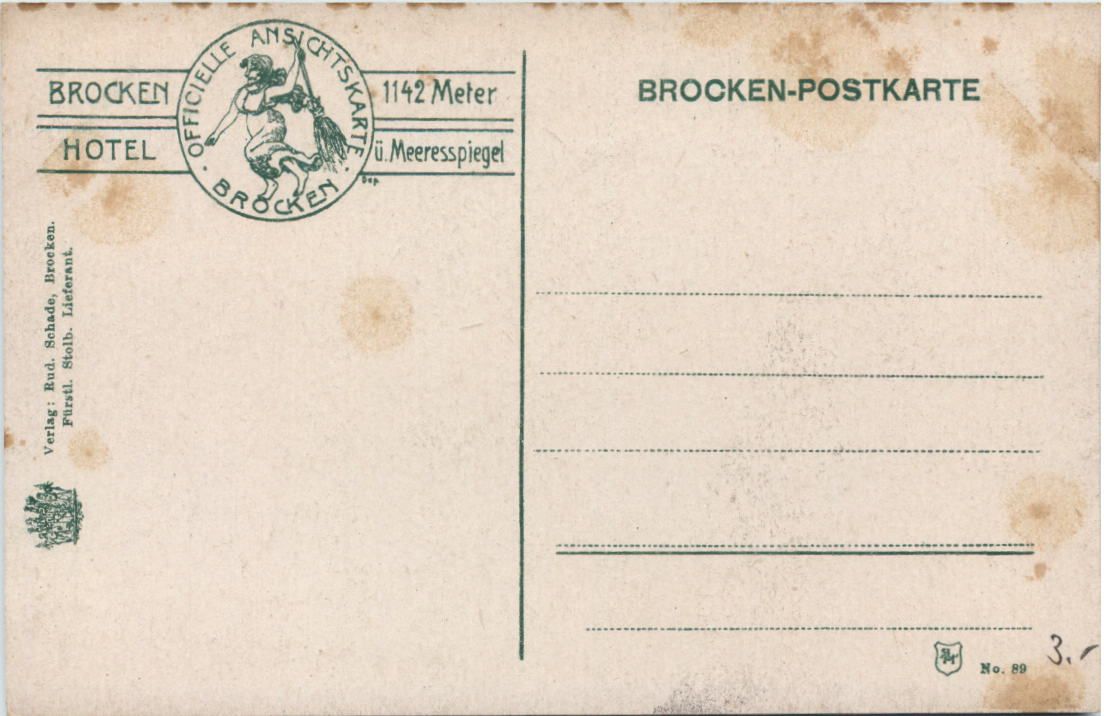 BROCKEN
HOTEL
OFFICIELLE ANSICHTSKARTE
· BROCKEN ·
1142 Meter
ü. Meeresspiegel
Dep.
BROCKEN-POSTKARTE
Verlag: Rud. Schade, Brocken.
Fürstl. Stolb. Lieferant.
No. 89
3.-